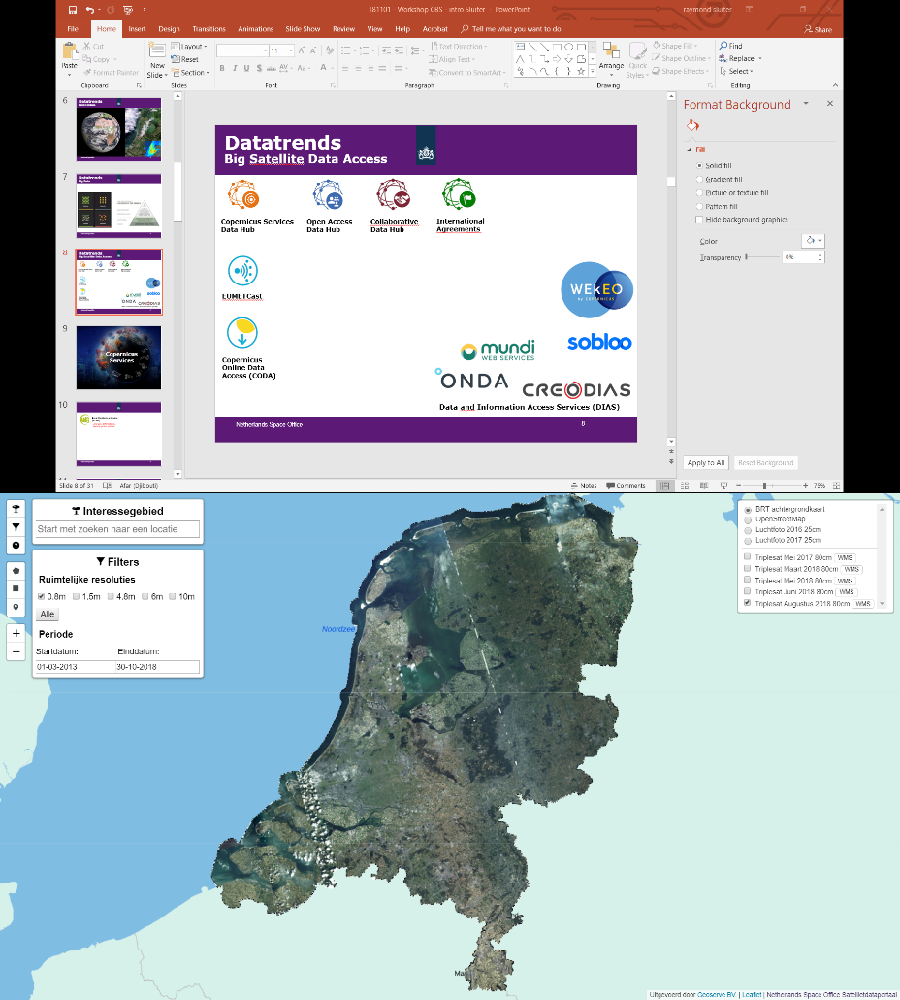 181101 - Workshop CBS - intro Sluiter - PowerPoint
raymond sluiter
File Home Insert Design Transitions Animations Slide Show Review View Help Acrobat Tell me what you want to do Share
Paste
Cut
Copy
Format Painter
Clipboard
New Slide
Layout
Reset
Section
Slides
11
Font
Text Direction
Align Text
Convert to SmartArt
Paragraph
Arrange
Quick Styles
Shape Fill
Shape Outline
Shape Effects
Drawing
Find
Replace
Select
Editing
6
Datatrends
7
Datatrends
8
Datatrends
Big Satellite Data Access
9
Copernicus
Services
10
Datatrends
Big Satellite Data Access
Copernicus Services
Data Hub
Open Access
Data Hub
Collaborative
Data Hub
International
Agreements
EUMETCast
WEkEO
by copernicus
Copernicus
Online Data
Access (CODA)
mundi
WEB SERVICES
sobloo
ONDA
CREODIAS
Data and Information Access Services (DIAS)
Netherlands Space Office
8
Format Background
Fill
Solid fill
Gradient fill
Picture or texture fill
Pattern fill
Hide background graphics
Color
Transparency
0%
Apply to All
Reset Background
Slide 8 of 31
Afar (Djibouti)
Notes
Comments
75%
Interessegebied
Start met zoeken naar een locatie
Filters
Ruimtelijke resoluties
0.8m 1.5m 4.8m 6m 10m
Alle
Periode
Startdatum: Einddatum:
01-03-2013 30-10-2018
Noordzee
BRT achtergrondkaart
OpenStreetMap
Luchtfoto 2016 25cm
Luchtfoto 2017 25cm
Triplesat Mei 2017 80cm WMS
Triplesat Maart 2018 80cm WMS
Triplesat Mei 2018 80cm WMS
Triplesat Juni 2018 80cm WMS
Triplesat Augustus 2018 80cm WMS
Uitgevoerd door Geoserve BV. | Leaflet | Netherlands Space Office Satellietdataportaal